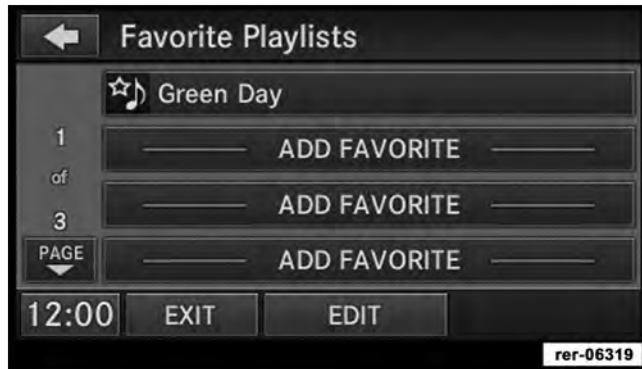 Favorite Playlists
Green Day
1
of
3
PAGE
ADD FAVORITE
ADD FAVORITE
ADD FAVORITE
12:00
EXIT
EDIT
rer-06319